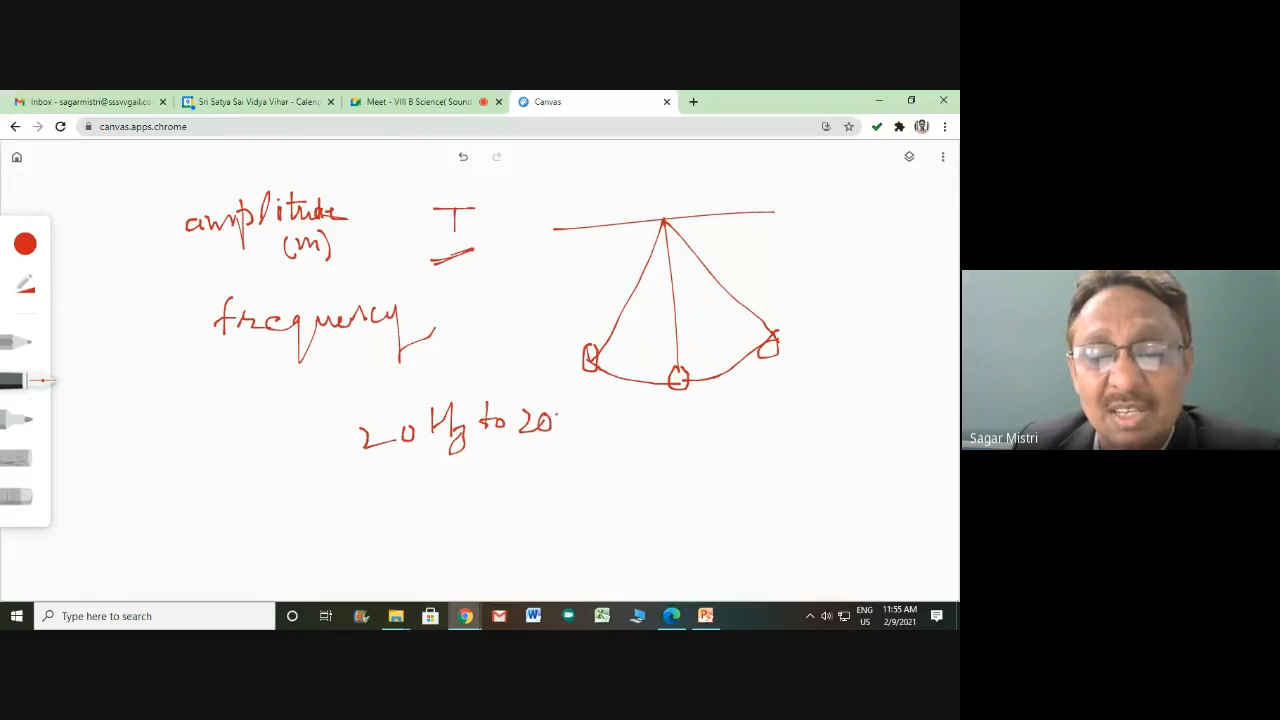 Inbox - sagarmistri@sssvvgail.co
Sri Satya Sai Vidya Vihar - Calenc
Meet - VIII B Science( Sound
Canvas
canvas.apps.chrome
amplitude
(m)
T
frequency
20 Hz to 20
Sagar Mistri
Type here to search
ENG
US
11:55 AM
2/9/2021